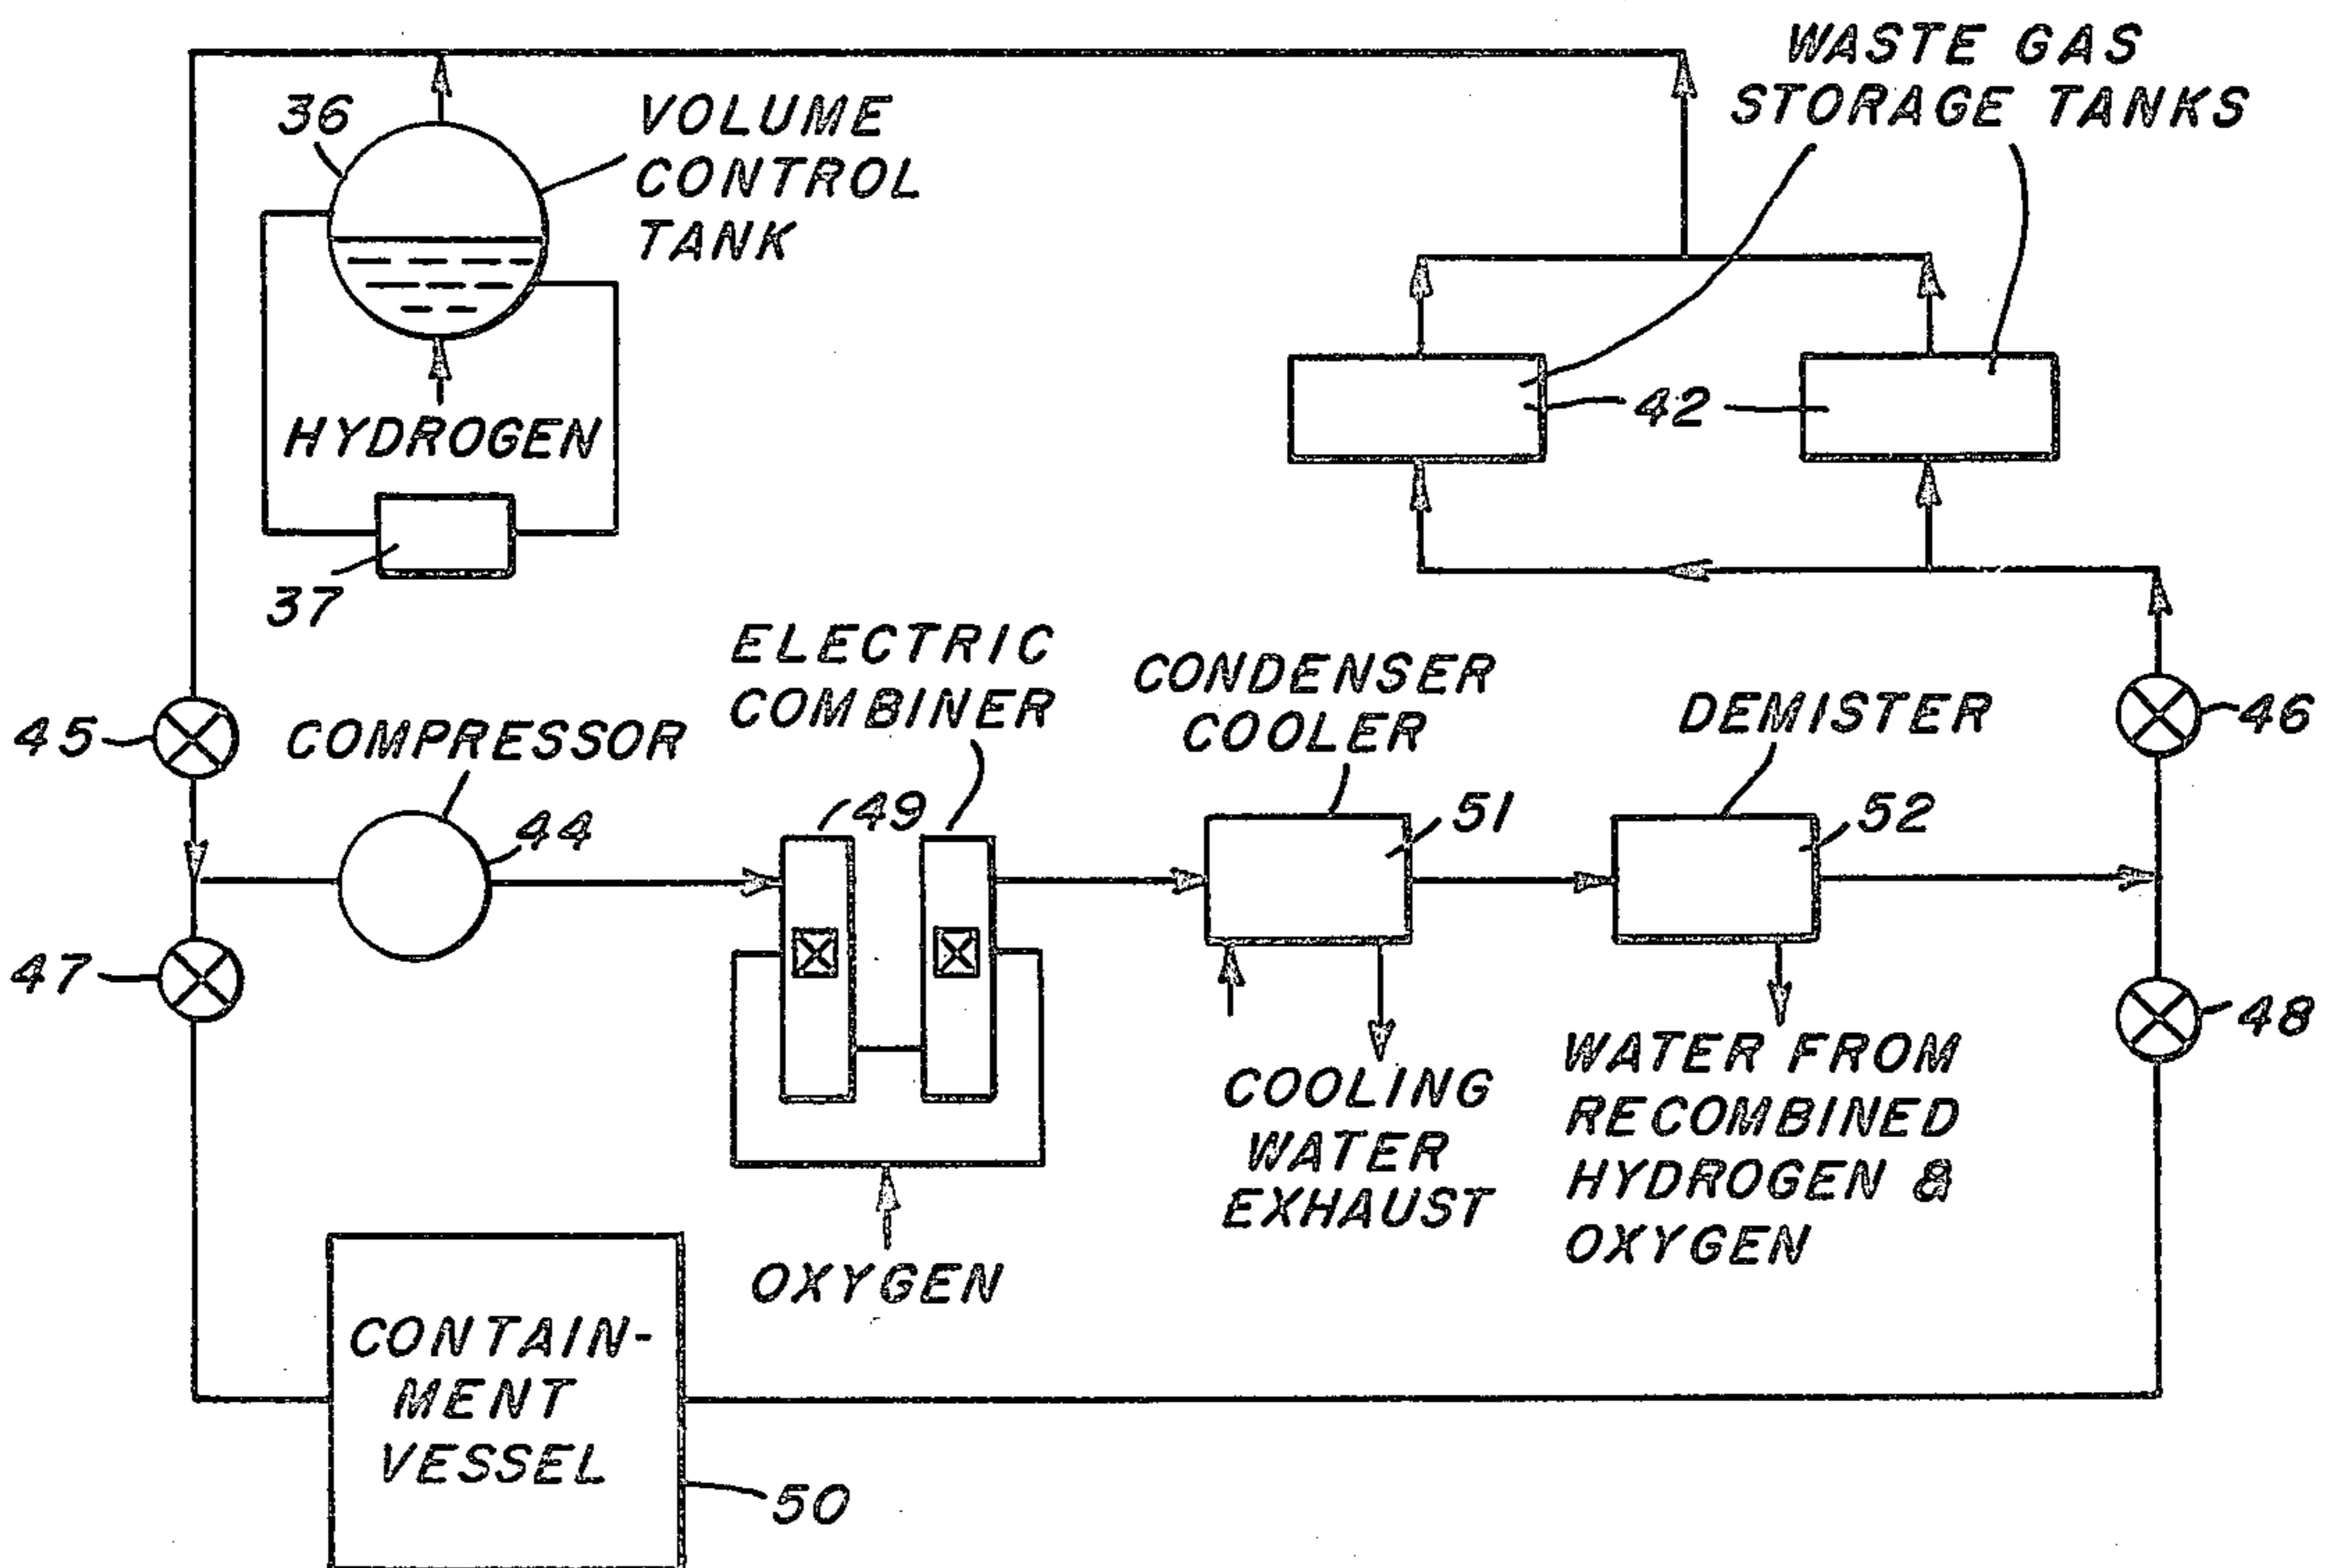 WASTE GAS
STORAGE TANKS
36
VOLUME
CONTROL
TANK
HYDROGEN
42
37
ELECTRIC
COMBINER
CONDENSER
COOLER
DEMISTER
45
COMPRESSOR
46
44
49
51
52
47
48
COOLING
WATER
EXHAUST
WATER FROM
RECOMBINED
HYDROGEN &
OXYGEN
OXYGEN
CONTAIN-
MENT
VESSEL
50